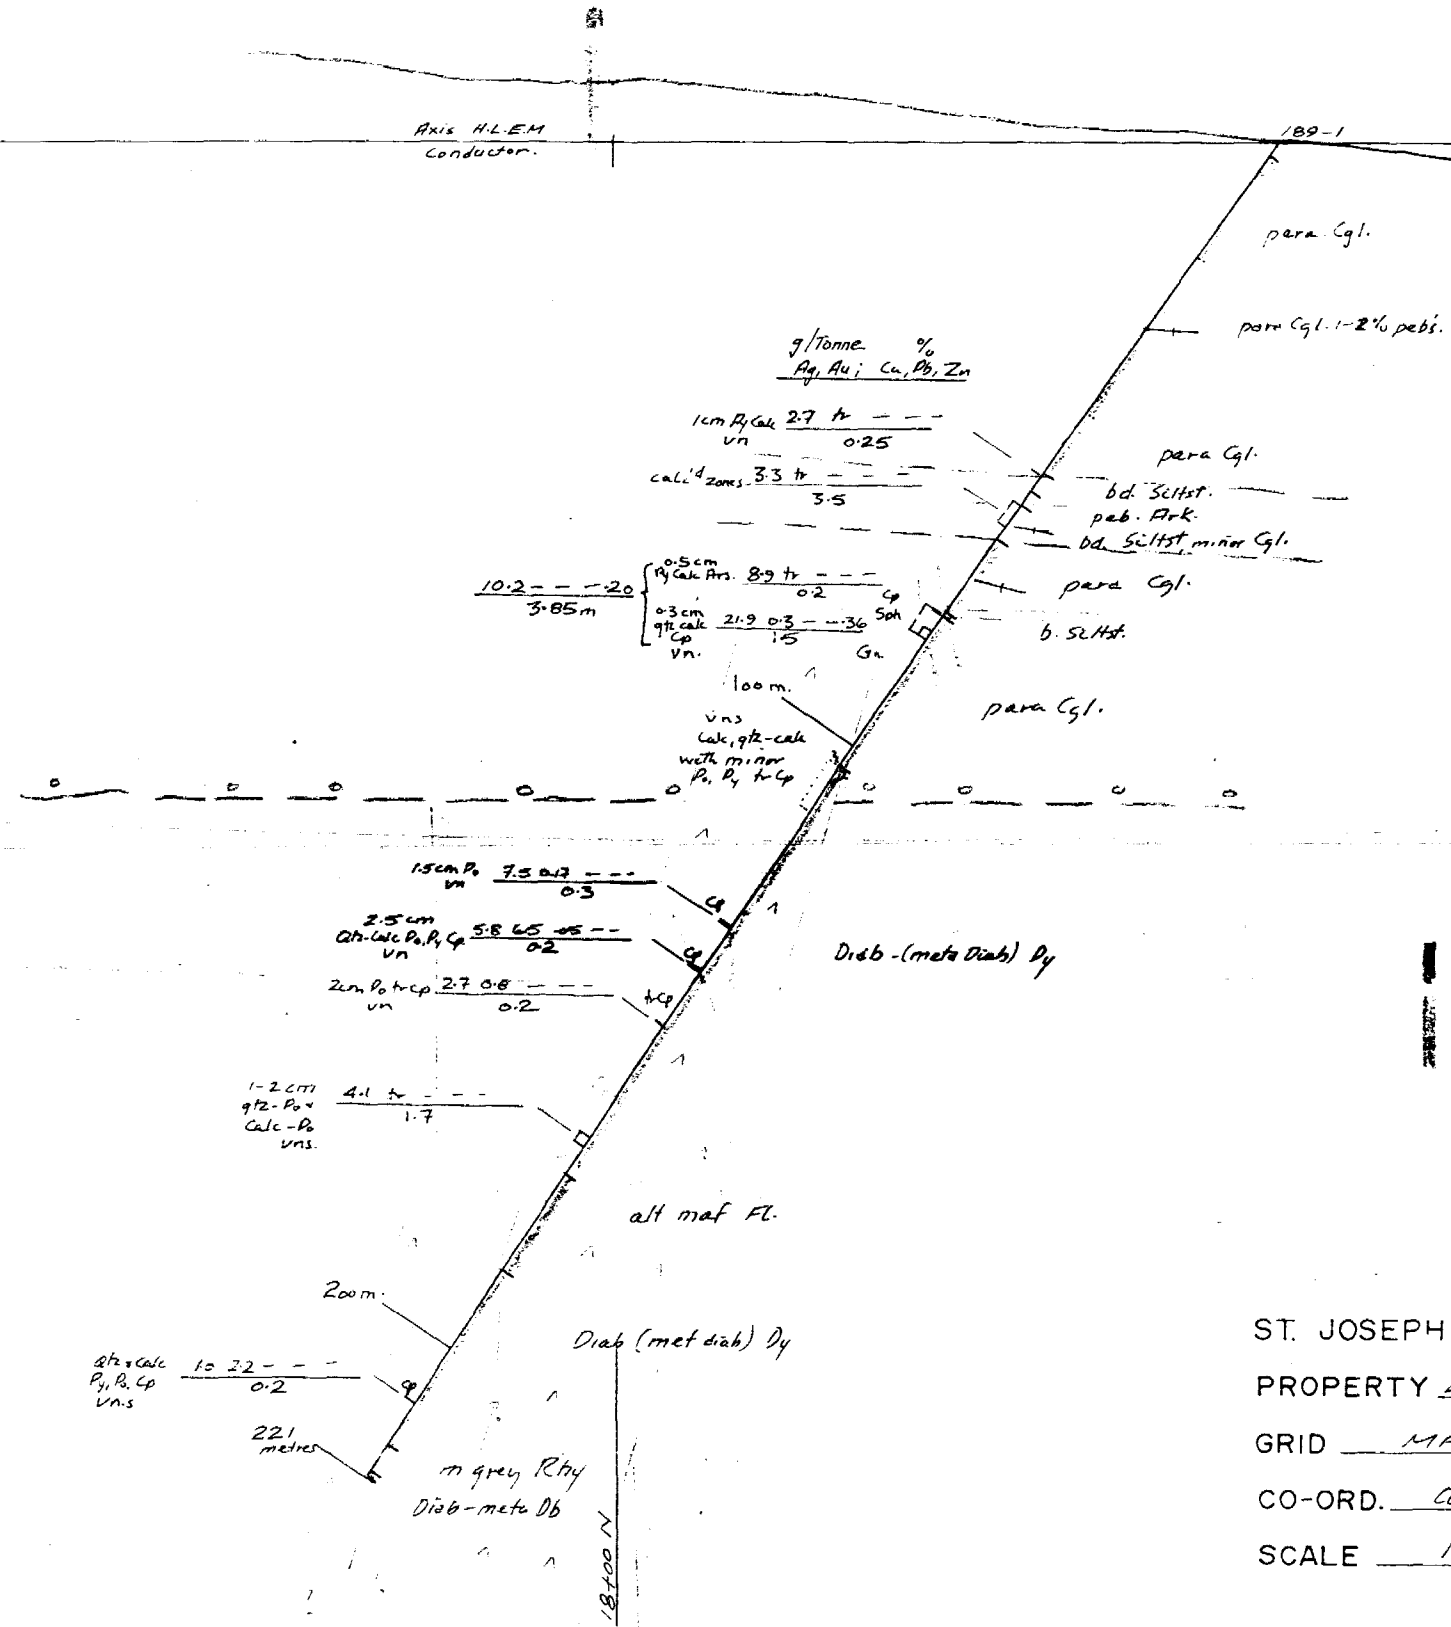 Axis H.L.E.M
Conductor.
189-1
para Cgl.
para Cgl. 1-2% peb's.
g/Tonne %
Ag, Au; Cu, Pb, Zn
1cm Py Calc 2.7 tr - - -
vn 0.25
para Cgl.
calc'd zones 3.3 tr - - -
3.5
bd. Siltst.
peb. Ark.
bd. Siltst, minor Cgl.
10.2 - - - .20
3.85m
0.5cm
Py Calc Ars. 8.9 tr - - -
0.2
Cp
Sph
0.3cm
qtz calc 21.9 0.3 - - .36
Cp 1.5
vn.
Gn
para Cgl.
b. Siltst.
100m.
para Cgl.
vns
Calc, qtz-calc
with minor
Po, Py tr Cp
1.5cm Po 7.5 0.17 - - -
vn 0.3
Cp
2.5cm
Qtz-Calc Po, Py Cp 5.8 .05 - -
vn 0.2
Cp
Diab-(meta Diab) Dy
2cm Po tr cp 2.7 0.8 - - -
vn 0.2
tr Cp
1-2 cm
qtz-Po 4.1 tr - - -
Calc-Po 1.7
vns.
alt maf Fl.
200m.
Diab (met diab) Dy
Qtz Calc 1.0 2.2 - - -
Py, Po, Cp 0.2
vn.s
Cp
221
metres
m grey Rhy
Diab-meta Db
18+00 N
ST. JOSEPH
PROPERTY
GRID
CO-ORD.
SCALE